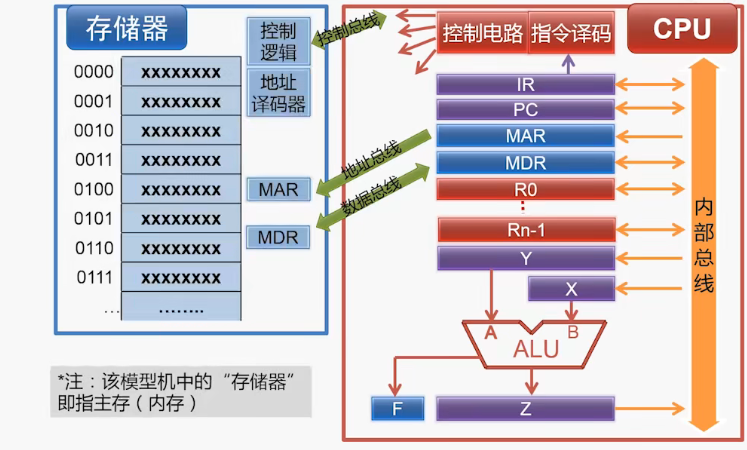 存储器
控制
逻辑
地址
译码器
0000 xxxxxxxx
0001 xxxxxxxx
0010 xxxxxxxx
0011 xxxxxxxx
0100 xxxxxxxx
0101 xxxxxxxx
0110 xxxxxxxx
0111 xxxxxxxx
... ........
MAR
MDR
控制总线
地址总线
数据总线
控制电路 指令译码
CPU
IR
PC
MAR
MDR
R0
Rn-1
Y
X
A B
ALU
F
Z
内部总线
*注：该模型机中的“存储器”
即指主存（内存）